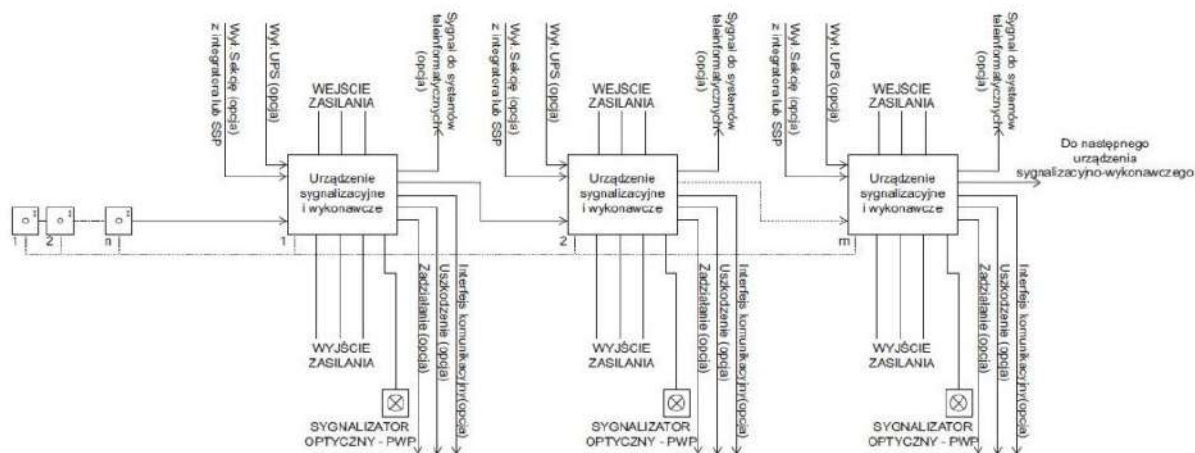 Wył. Sekcję (opcja)
z integratora lub SSP
Wył. UPS (opcja)
Sygnał do systemów
teleinformatycznych
(opcja)
WEJŚCIE
ZASILANIA
Urządzenie
sygnalizacyjne
i wykonawcze
1
2
n
1
WYJŚCIE
ZASILANIA
Zadziałanie (opcja)
Uszkodzenie (opcja)
Interfejs komunikacyjny(opcja)
SYGNALIZATOR
OPTYCZNY - PWP
Wył. Sekcję (opcja)
z integratora lub SSP
Wył. UPS (opcja)
Sygnał do systemów
teleinformatycznych
(opcja)
WEJŚCIE
ZASILANIA
Urządzenie
sygnalizacyjne
i wykonawcze
2
WYJŚCIE
ZASILANIA
Zadziałanie (opcja)
Uszkodzenie (opcja)
Interfejs komunikacyjny(opcja)
SYGNALIZATOR
OPTYCZNY - PWP
Wył. Sekcję (opcja)
z integratora lub SSP
Wył. UPS (opcja)
Sygnał do systemów
teleinformatycznych
(opcja)
WEJŚCIE
ZASILANIA
Urządzenie
sygnalizacyjne
i wykonawcze
m
Do następnego
urządzenia
sygnalizacyjno-wykonawczego
WYJŚCIE
ZASILANIA
Zadziałanie (opcja)
Uszkodzenie (opcja)
Interfejs komunikacyjny(opcja)
SYGNALIZATOR
OPTYCZNY - PWP